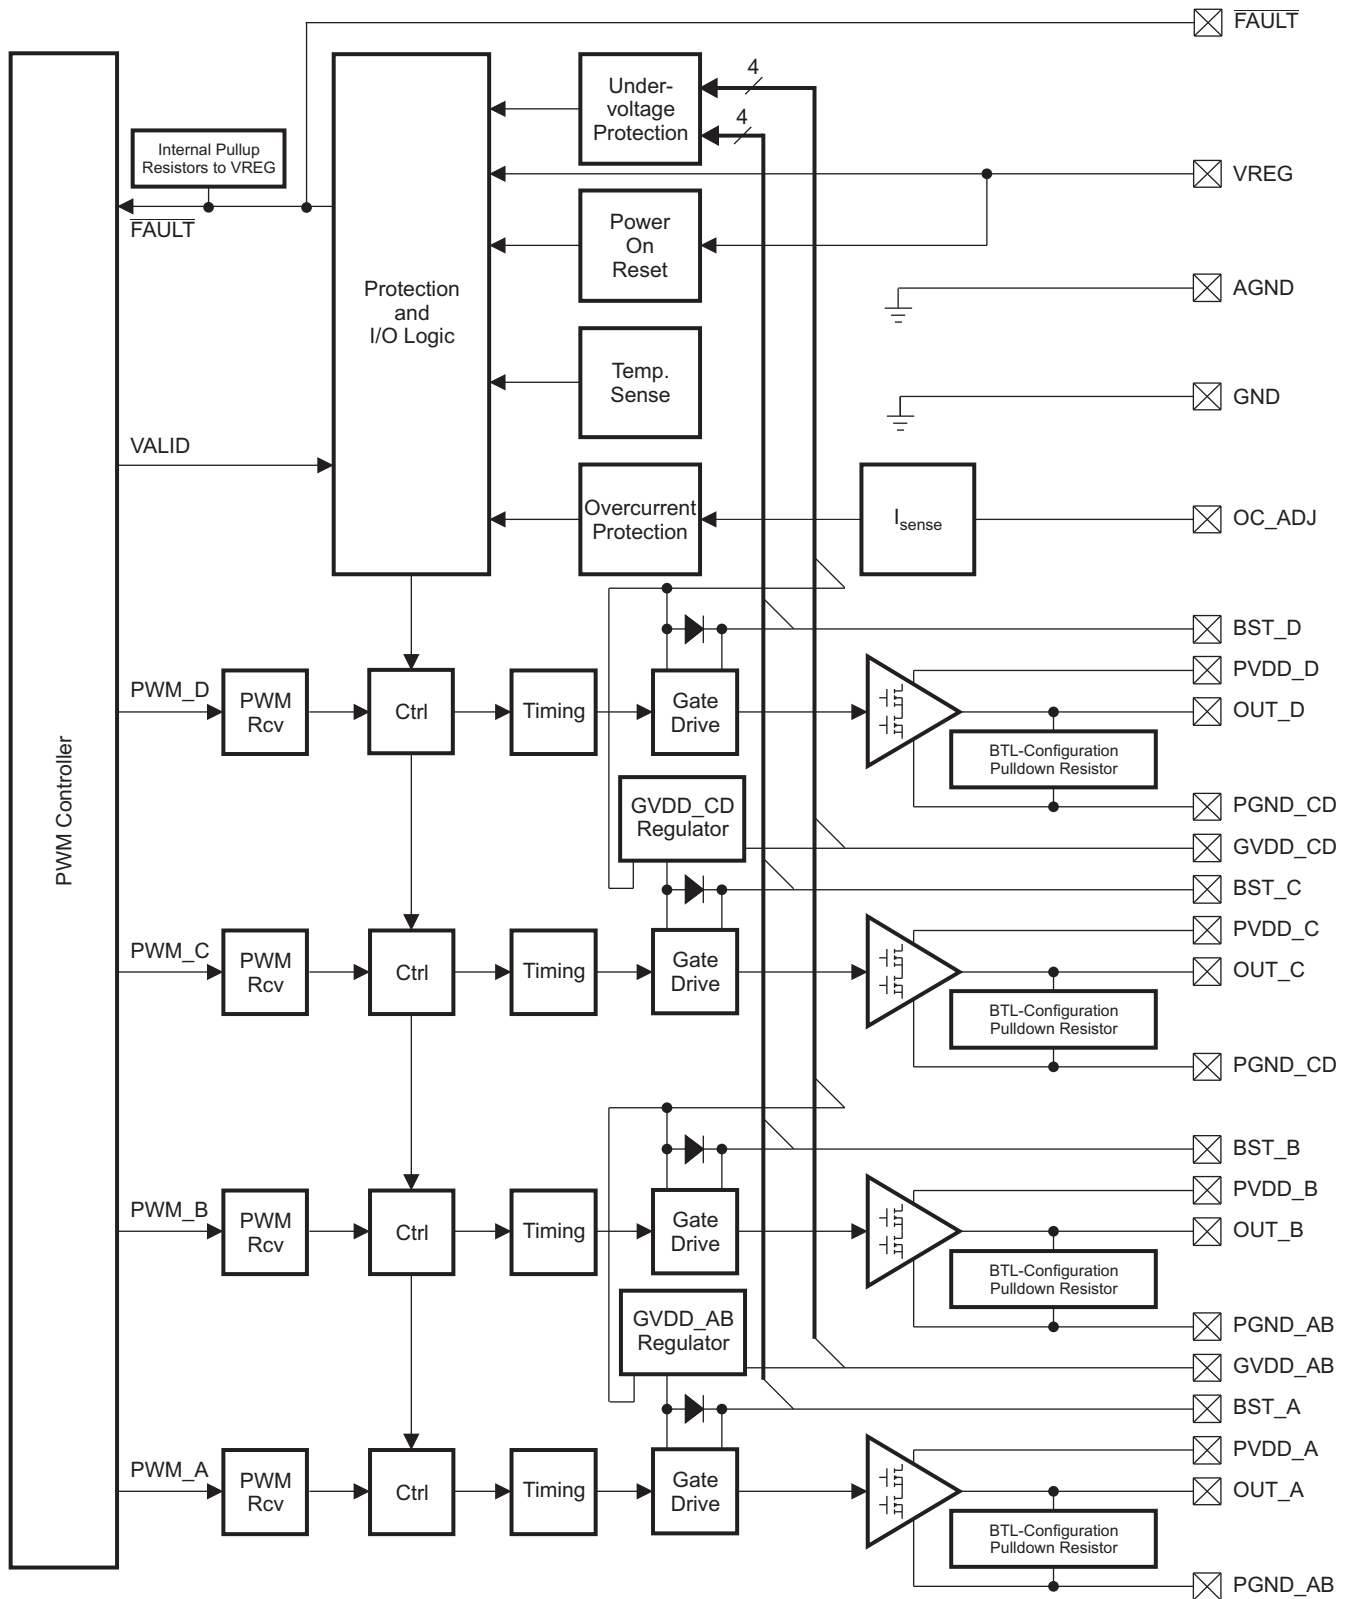 FAULT
4
Under-
voltage
Protection
4
Internal Pullup
Resistors to VREG
VREG
FAULT
Power
On
Reset
Protection
and
I/O Logic
AGND
Temp.
Sense
GND
VALID
Overcurrent
Protection
Isense
OC_ADJ
BST_D
PVDD_D
PWM_D
PWM
Rcv
Ctrl
Timing
Gate
Drive
OUT_D
BTL-Configuration
Pulldown Resistor
PWM Controller
GVDD_CD
Regulator
PGND_CD
GVDD_CD
BST_C
PVDD_C
PWM_C
PWM
Rcv
Ctrl
Timing
Gate
Drive
OUT_C
BTL-Configuration
Pulldown Resistor
PGND_CD
BST_B
PVDD_B
PWM_B
PWM
Rcv
Ctrl
Timing
Gate
Drive
OUT_B
BTL-Configuration
Pulldown Resistor
GVDD_AB
Regulator
PGND_AB
GVDD_AB
BST_A
PVDD_A
PWM_A
PWM
Rcv
Ctrl
Timing
Gate
Drive
OUT_A
BTL-Configuration
Pulldown Resistor
PGND_AB